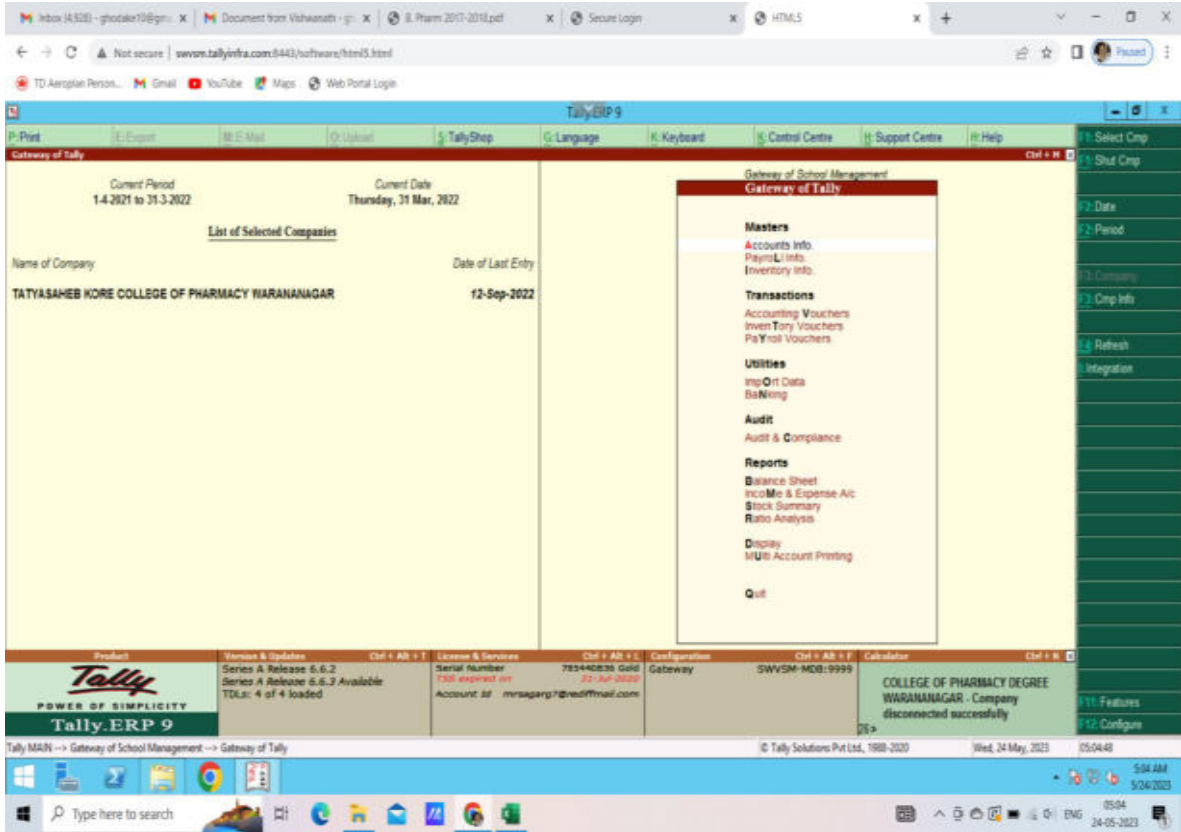 Inbox (4,928) - ghodake10@gm
Document from Vishwanath - g
B. Pharm 2017-2018.pdf
Secure Login
HTML5
Not secure
swvsm.tallyinfra.com:8443/software/html5.html
Paused
TD Aeroplan Person...
Gmail
YouTube
Maps
Web Portal Login
Tally.ERP 9
P: Print
E: Export
M: E-Mail
O: Upload
S: TallyShop
G: Language
K: Keyboard
K: Control Centre
H: Support Centre
H: Help
Gateway of Tally
Ctrl + M
Current Period
1-4-2021 to 31-3-2022
Current Date
Thursday, 31 Mar, 2022
List of Selected Companies
Name of Company
Date of Last Entry
TATYASAHEB KORE COLLEGE OF PHARMACY WARANANAGAR
12-Sep-2022
Gateway of School Management
Gateway of Tally
Masters
Accounts Info.
PayroLl Info.
Inventory Info.
Transactions
Accounting Vouchers
InvenTory Vouchers
PaYroll Vouchers
Utilities
ImpOrt Data
BaNking
Audit
Audit & Compliance
Reports
Balance Sheet
IncoMe & Expense A/c
Stock Summary
Ratio Analysis
Display
MUlti Account Printing
Quit
F1: Select Cmp
F1: Shut Cmp
F2: Date
F2: Period
F3: Company
F3: Cmp Info
F4: Refresh
I: Integration
F11: Features
F12: Configure
Product
Tally
POWER OF SIMPLICITY
Tally.ERP 9
Version & Updates
Ctrl + Alt + T
Series A Release 6.6.2
Series A Release 6.6.3 Available
TDLs: 4 of 4 loaded
License & Services
Ctrl + Alt + L
Serial Number
Gold
TSS expired on
31-Jul-2020
Account Id
mrsagarg7@rediffmail.com
Configuration
Ctrl + Alt + F
Gateway
SWVSM-MDB:9999
Calculator
Ctrl + N
COLLEGE OF PHARMACY DEGREE
WARANANAGAR - Company
disconnected successfully
Tally MAIN --> Gateway of School Management --> Gateway of Tally
© Tally Solutions Pvt Ltd., 1988-2020
Wed, 24 May, 2023
05:04:48
5:04 AM
5/24/2023
Type here to search
ENG
05:04
24-05-2023